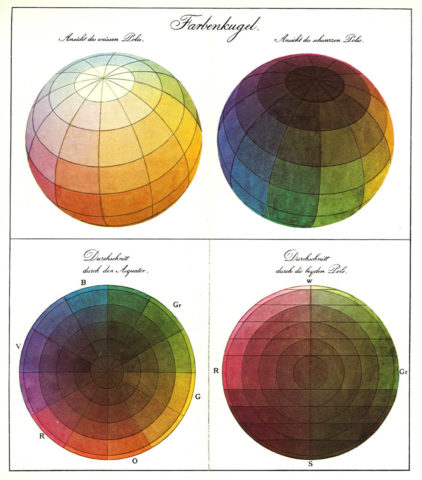 Farbenkugel.
Ansicht des weissen Poles.
Ansicht des schwarzen Poles.
Durchschnitt
durch den Aequator.
Durchschnitt
durch die beyden Pole.
B
Gr
V
G
R
O
W
R
Gr
S